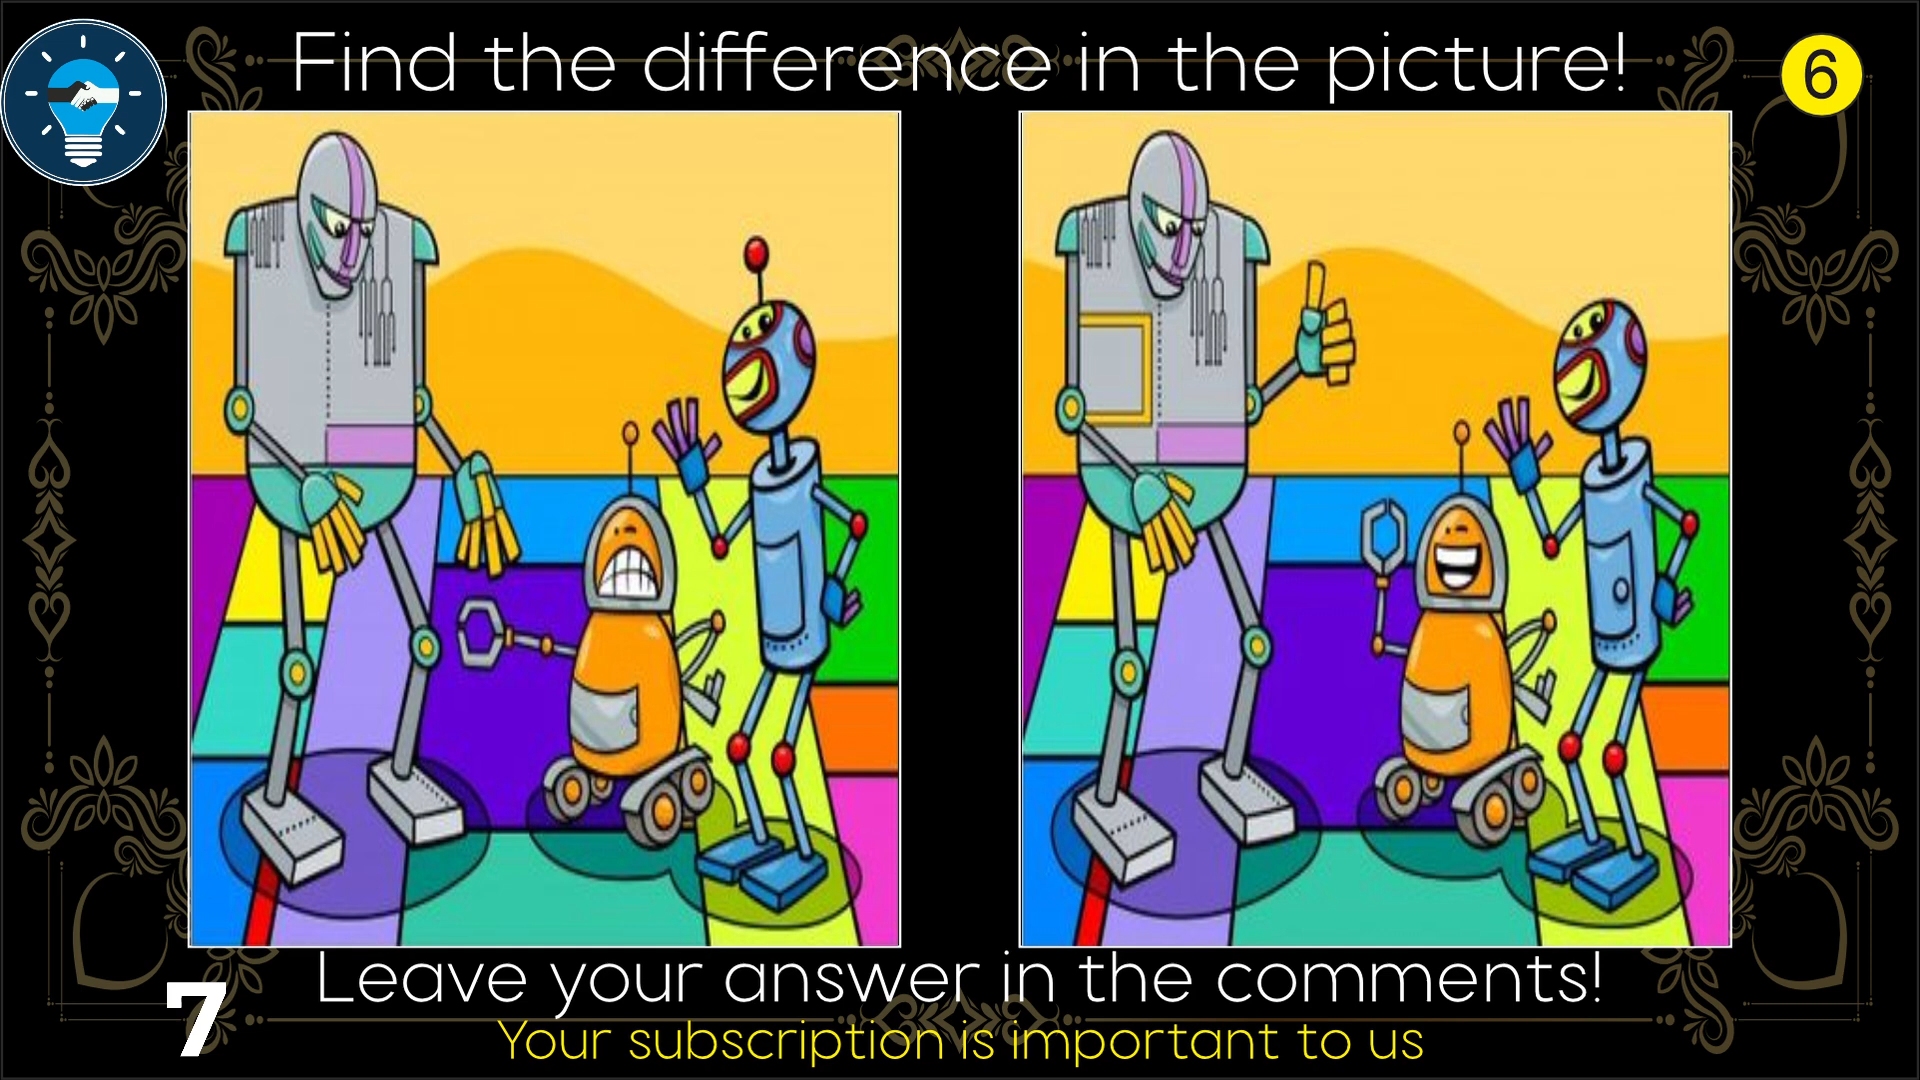 Find the difference in the picture!
6
Leave your answer in the comments!
7
Your subscription is important to us